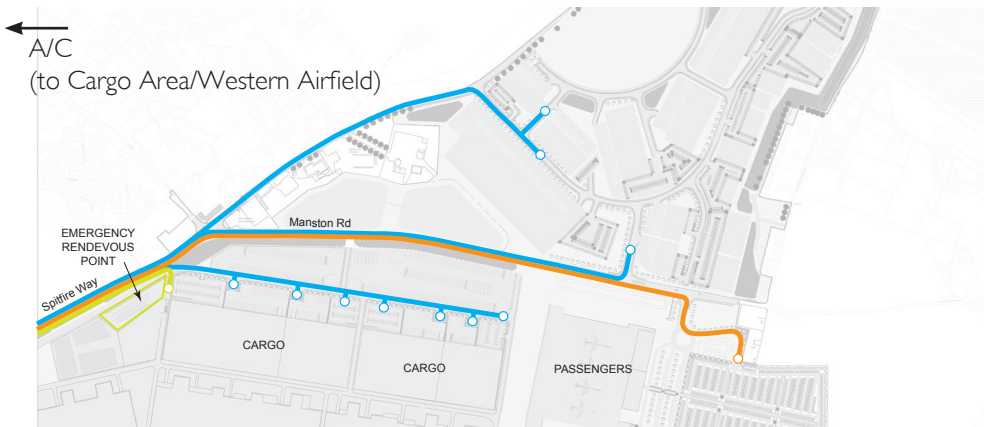 A/C
(to Cargo Area/Western Airfield)
Manston Rd
EMERGENCY
RENDEVOUS
POINT
Spitfire Way
CARGO
CARGO
PASSENGERS